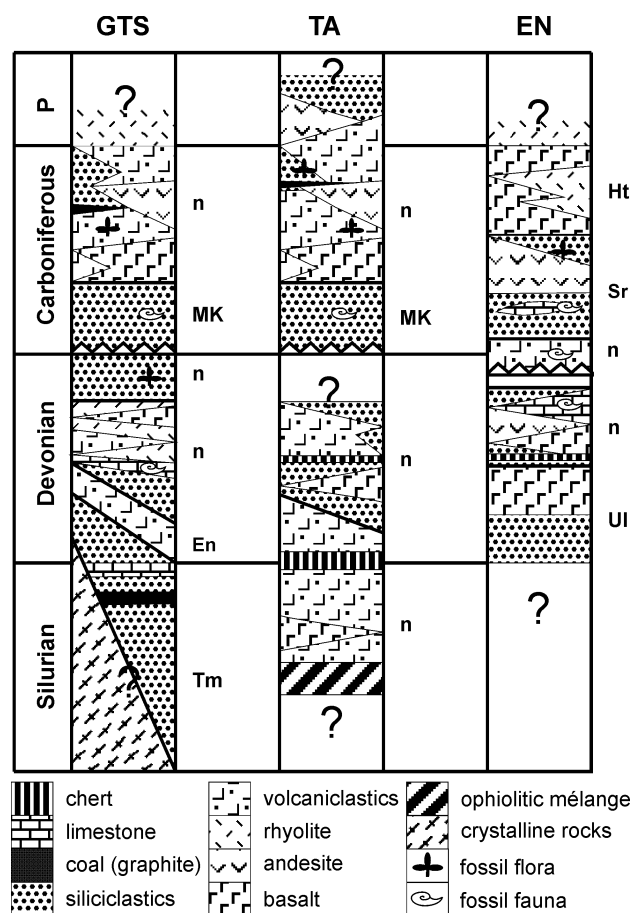 GTS TA EN
P ? ? ?
Carboniferous
n n Ht
Sr
MK MK
n
Devonian
n ?
n n n
En Ul
Silurian
n ?
? Tm
?
chert volcaniclastics ophiolitic mélange
limestone rhyolite crystalline rocks
coal (graphite) andesite fossil flora
siliciclastics basalt fossil fauna